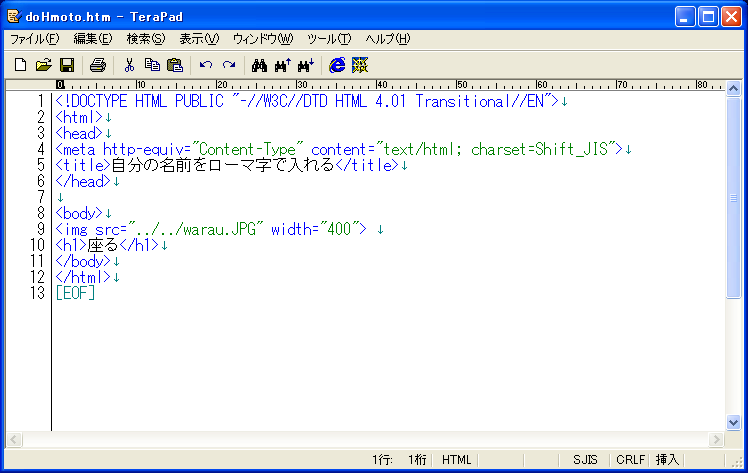 doHmoto.htm - TeraPad
ファイル(F) 編集(E) 検索(S) 表示(V) ウィンドウ(W) ツール(T) ヘルプ(H)
0 10 20 30 40 50 60 70 80
1 <!DOCTYPE HTML PUBLIC "-//W3C//DTD HTML 4.01 Transitional//EN">↓
2 <html>↓
3 <head>↓
4 <meta http-equiv="Content-Type" content="text/html; charset=Shift_JIS">↓
5 <title>自分の名前をローマ字で入れる</title>↓
6 </head>↓
7 ↓
8 <body>↓
9 <img src="../../warau.JPG" width="400"> ↓
10 <h1>座る</h1>↓
11 </body>↓
12 </html>↓
13 [EOF]
1行: 1桁 HTML SJIS CRLF 挿入